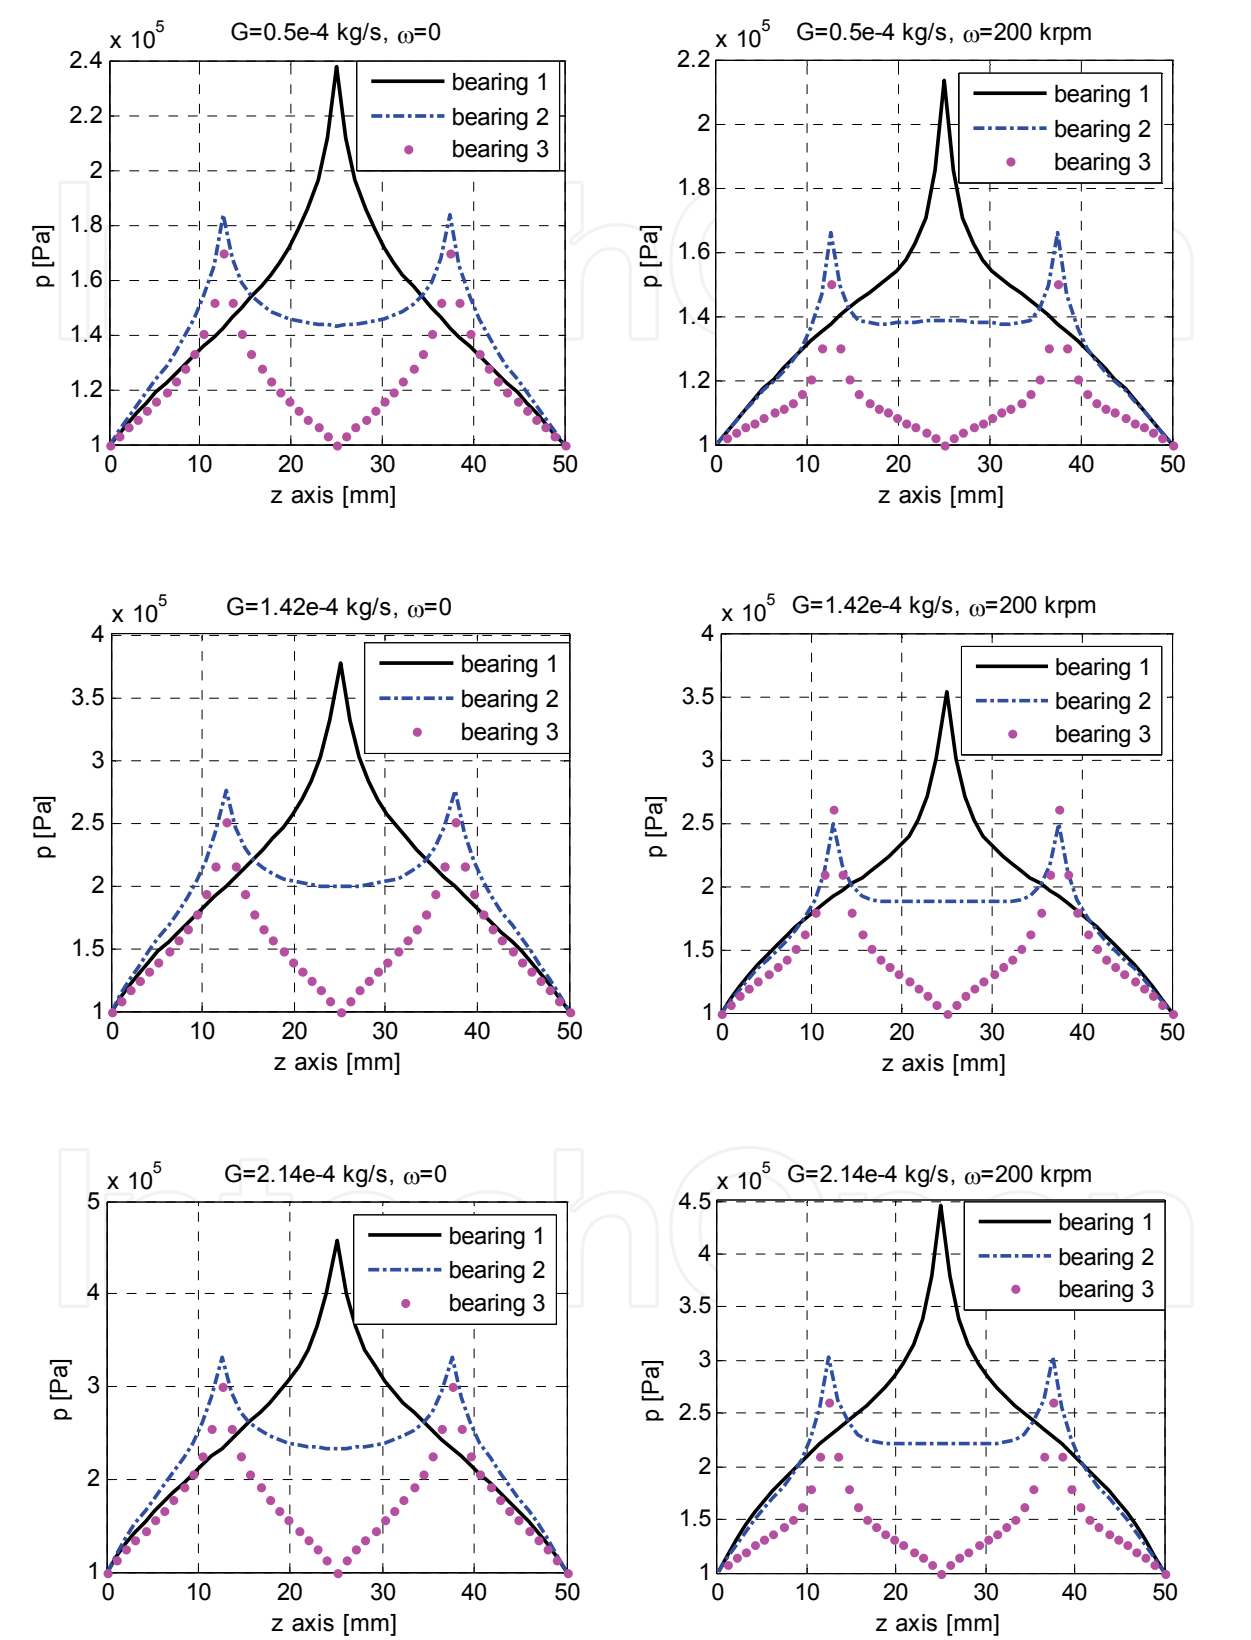 x 10^5 G=0.5e-4 kg/s, ω=0
2.4
2.2
2
1.8
1.6
1.4
1.2
1
p [Pa]
bearing 1
bearing 2
bearing 3
0 10 20 30 40 50
z axis [mm]
x 10^5 G=0.5e-4 kg/s, ω=200 krpm
2.2
2
1.8
1.6
1.4
1.2
1
p [Pa]
bearing 1
bearing 2
bearing 3
0 10 20 30 40 50
z axis [mm]
x 10^5 G=1.42e-4 kg/s, ω=0
4
3.5
3
2.5
2
1.5
1
p [Pa]
bearing 1
bearing 2
bearing 3
0 10 20 30 40 50
z axis [mm]
x 10^5 G=1.42e-4 kg/s, ω=200 krpm
4
3.5
3
2.5
2
1.5
1
p [Pa]
bearing 1
bearing 2
bearing 3
0 10 20 30 40 50
z axis [mm]
x 10^5 G=2.14e-4 kg/s, ω=0
5
4
3
2
1
p [Pa]
bearing 1
bearing 2
bearing 3
0 10 20 30 40 50
z axis [mm]
x 10^5 G=2.14e-4 kg/s, ω=200 krpm
4.5
4
3.5
3
2.5
2
1.5
1
p [Pa]
bearing 1
bearing 2
bearing 3
0 10 20 30 40 50
z axis [mm]
IntechOpen